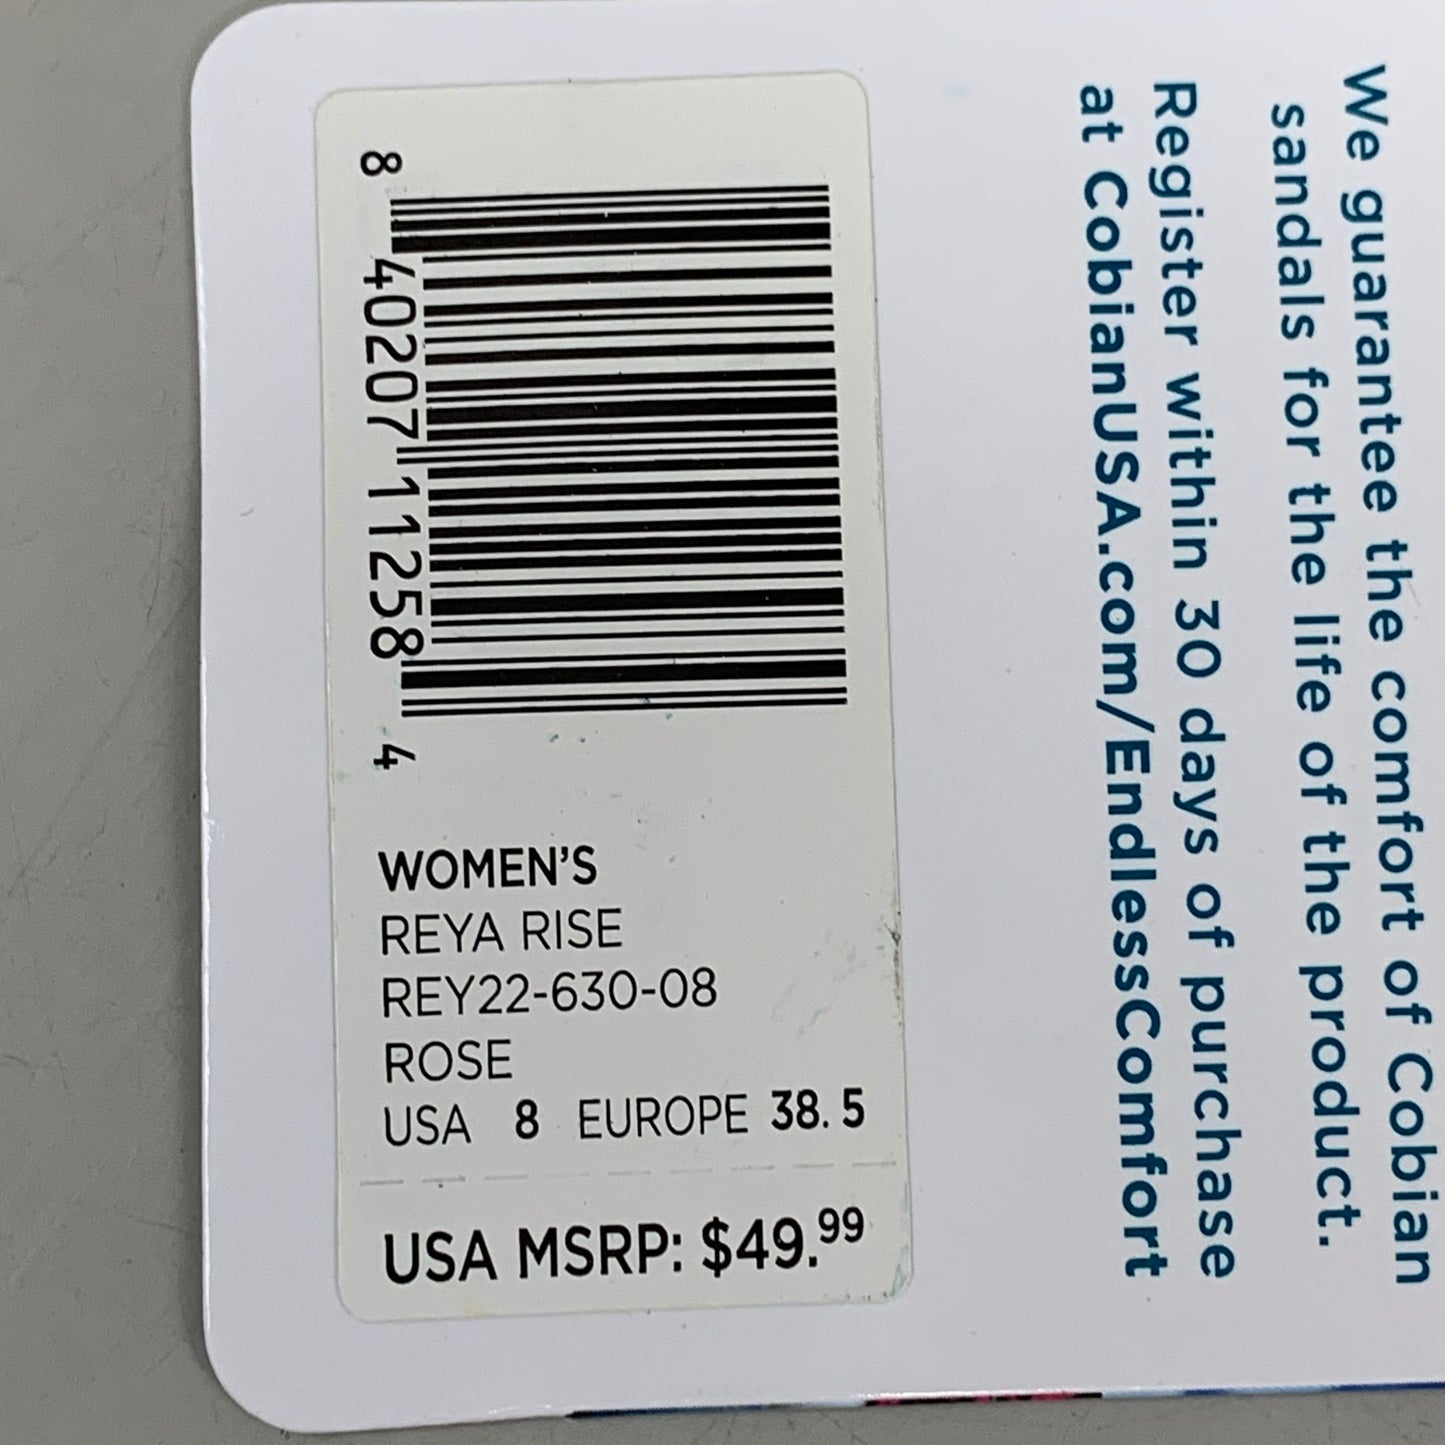 8 40207 11258 4
WOMEN'S
REYA RISE
REY22-630-08
ROSE
USA 8 EUROPE 38.5
USA MSRP: $49.99
We guarantee the comfort of Cobian
sandals for the life of the product.
Register within 30 days of purchase
at CobianUSA.com/EndlessComfort